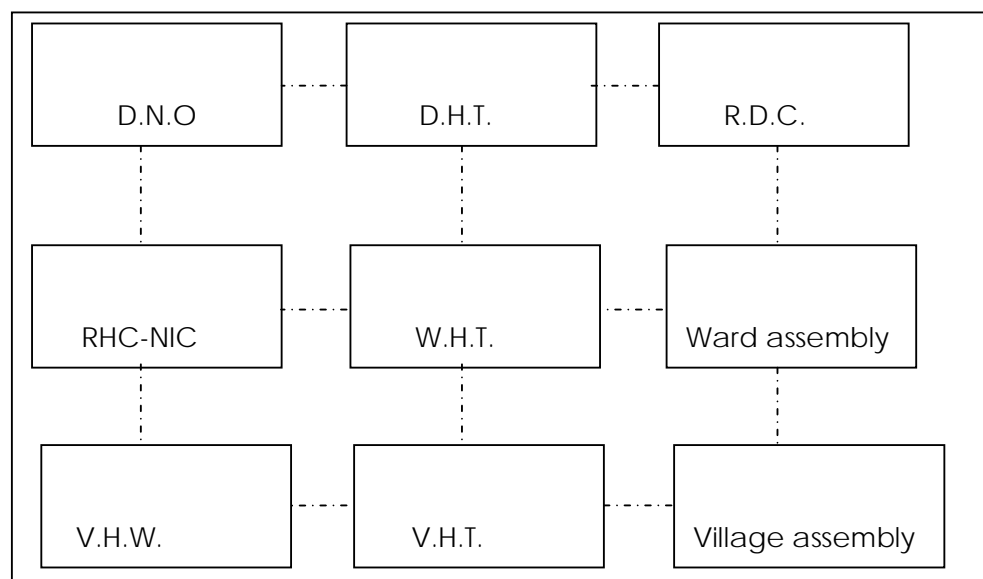 D.N.O
D.H.T.
R.D.C.
RHC-NIC
W.H.T.
Ward assembly
V.H.W.
V.H.T.
Village assembly